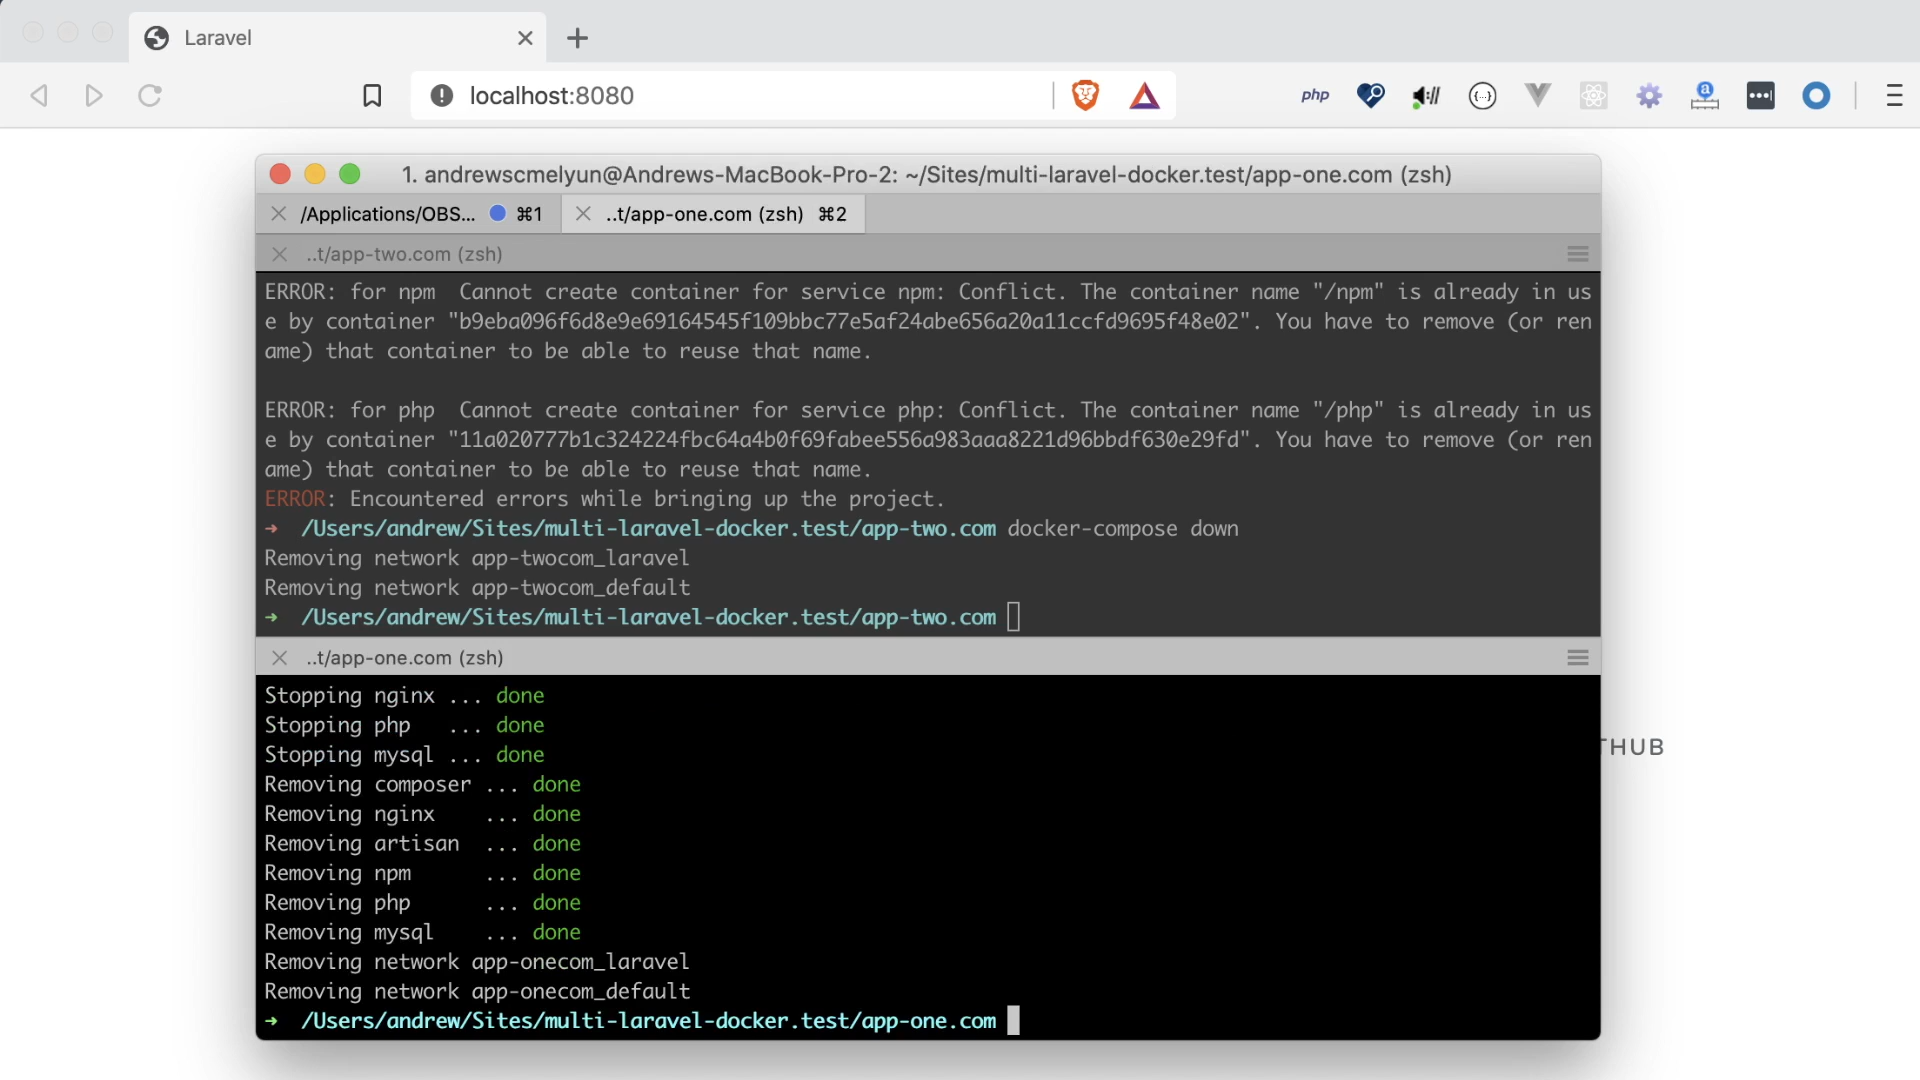 Laravel
localhost:8080
php
1. andrewscmelyun@Andrews-MacBook-Pro-2: ~/Sites/multi-laravel-docker.test/app-one.com (zsh)
/Applications/OBS... ⌘1
..t/app-one.com (zsh) ⌘2
..t/app-two.com (zsh)
ERROR: for npm  Cannot create container for service npm: Conflict. The container name "/npm" is already in us
e by container "b9eba096f6d8e9e69164545f109bbc77e5af24abe656a20a11ccfd9695f48e02". You have to remove (or ren
ame) that container to be able to reuse that name.
ERROR: for php  Cannot create container for service php: Conflict. The container name "/php" is already in us
e by container "11a020777b1c324224fbc64a4b0f69fabee556a983aaa8221d96bbdf630e29fd". You have to remove (or ren
ame) that container to be able to reuse that name.
ERROR: Encountered errors while bringing up the project.
→ /Users/andrew/Sites/multi-laravel-docker.test/app-two.com docker-compose down
Removing network app-twocom_laravel
Removing network app-twocom_default
→ /Users/andrew/Sites/multi-laravel-docker.test/app-two.com
..t/app-one.com (zsh)
Stopping nginx ... done
Stopping php   ... done
Stopping mysql ... done
THUB
Removing composer ... done
Removing nginx    ... done
Removing artisan  ... done
Removing npm      ... done
Removing php      ... done
Removing mysql    ... done
Removing network app-onecom_laravel
Removing network app-onecom_default
→ /Users/andrew/Sites/multi-laravel-docker.test/app-one.com